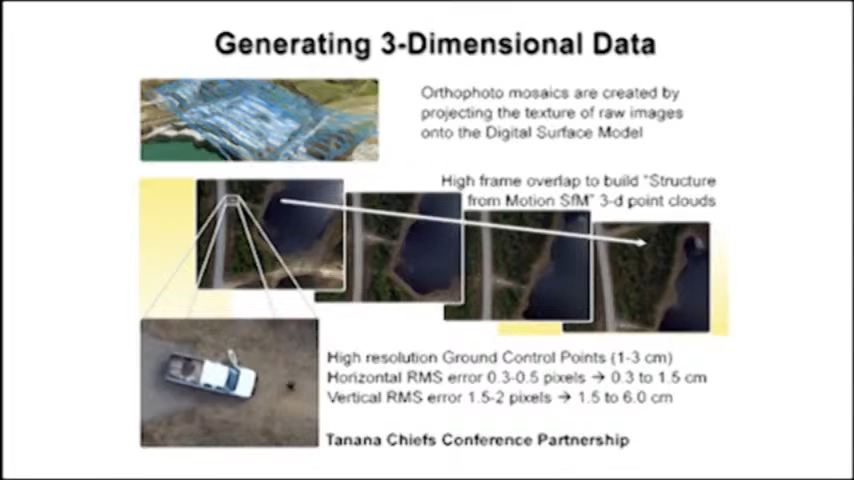 Generating 3-Dimensional Data
Orthophoto mosaics are created by
projecting the texture of raw images
onto the Digital Surface Model
High frame overlap to build "Structure
from Motion SfM" 3-d point clouds
High resolution Ground Control Points (1-3 cm)
Horizontal RMS error 0.3-0.5 pixels → 0.3 to 1.5 cm
Vertical RMS error 1.5-2 pixels → 1.5 to 6.0 cm
Tanana Chiefs Conference Partnership